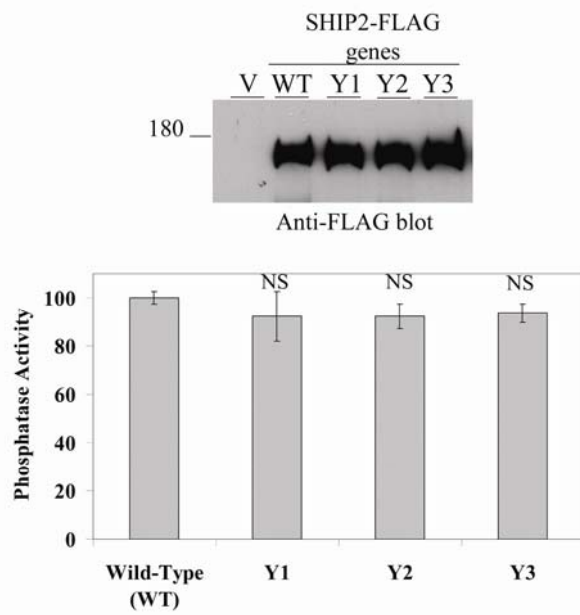 SHIP2-FLAG
genes
V WT Y1 Y2 Y3
180
Anti-FLAG blot
NS NS NS
100
80
60
40
20
0
Phosphatase Activity
Wild-Type Y1 Y2 Y3
(WT)